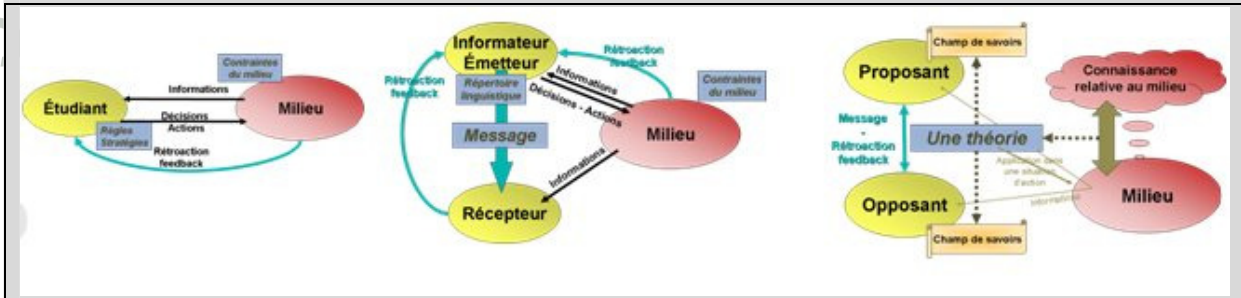 Contraintes
du milieu
Informations
Étudiant
Milieu
Décisions
Actions
Règles
Stratégies
Rétroaction
feedback
Informateur
Émetteur
Rétroaction
feedback
Rétroaction
feedback
Répertoire
linguistique
Informations
Décisions - Actions
Contraintes
du milieu
Message
Milieu
Informations
Récepteur
Champ de savoirs
Proposant
Connaissance
relative au milieu
Message
-
Rétroaction
feedback
Une théorie
Application dans
une situation
d'action
Informations
Opposant
Milieu
Champ de savoirs